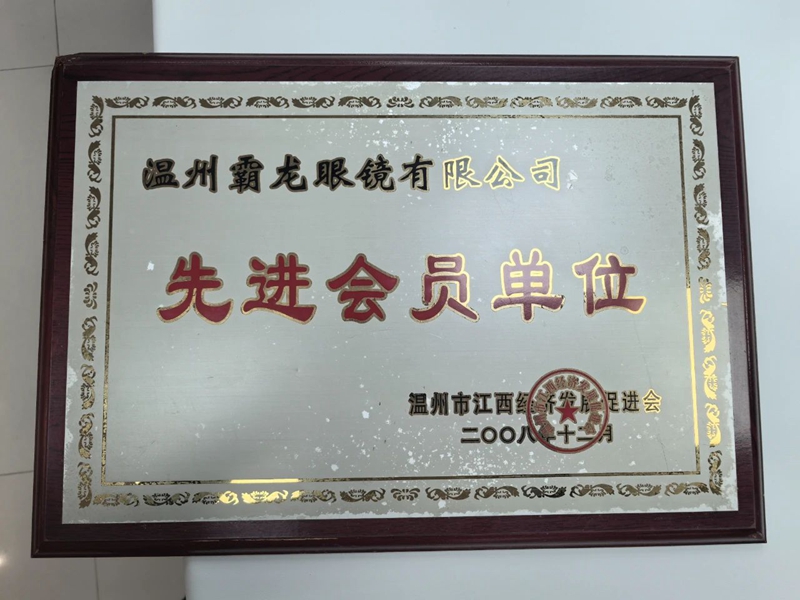 温州霸龙眼镜有限公司
先进会员单位
温州市江西经济发展促进会
二〇〇八年十二月